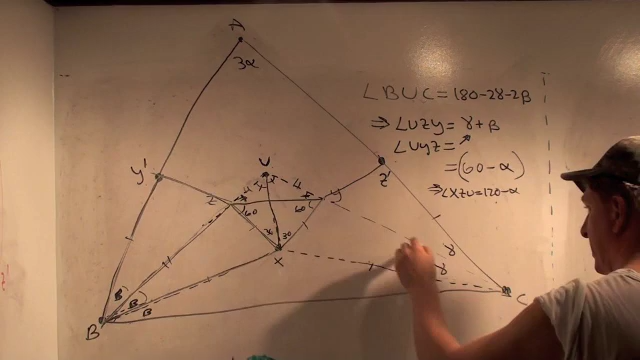 A
3α
∠BUC = 180-2γ-2β
⇒ ∠UZY = γ+β
∠UYZ =
= (60-α)
⇒ ∠XZU = 120-α
Y'
Z'
U
Z
Y
60
60
30
X
γ
γ
β
β
β
B
C